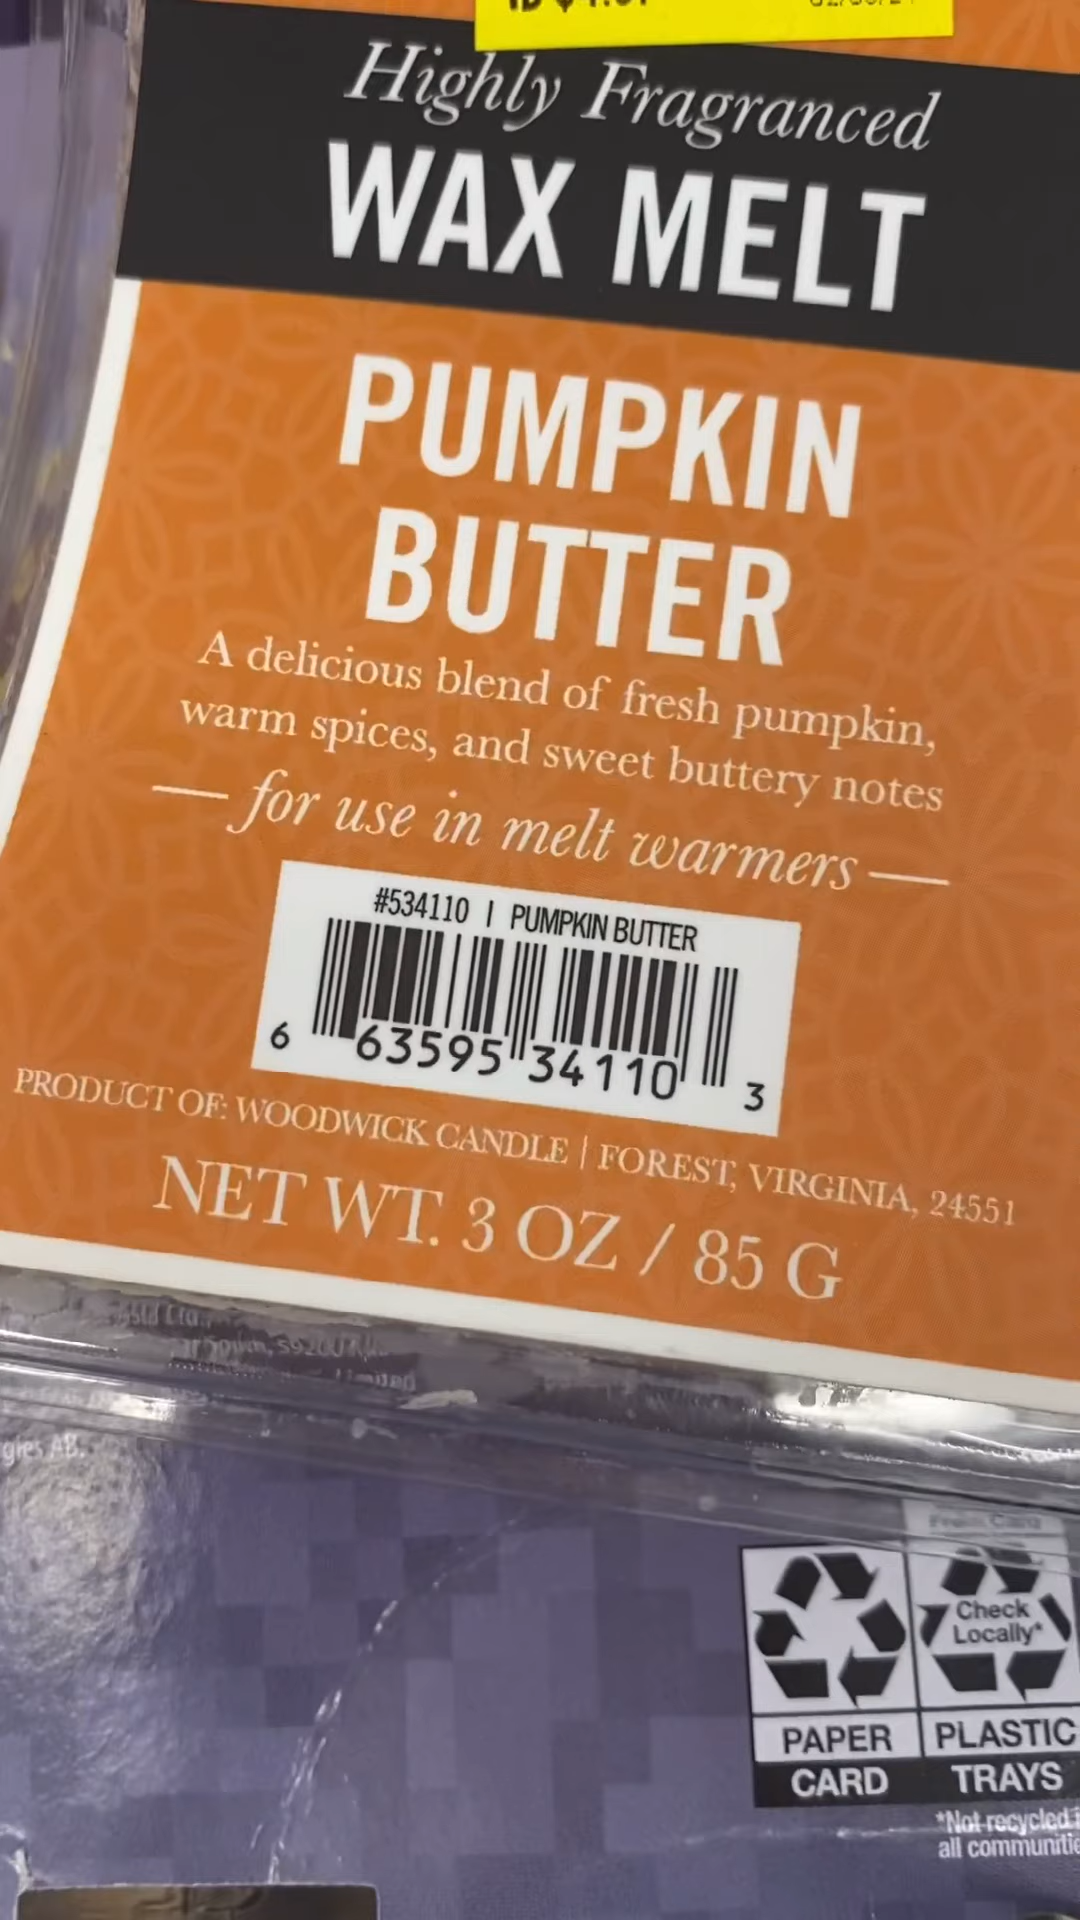 Highly Fragranced
WAX MELT
PUMPKIN
BUTTER
A delicious blend of fresh pumpkin,
warm spices, and sweet buttery notes
— for use in melt warmers —
#534110 | PUMPKIN BUTTER
6 63595 34110 3
PRODUCT OF: WOODWICK CANDLE | FOREST, VIRGINIA, 24551
NET WT. 3 OZ / 85 G
Limited
AB.
Check
Locally*
PAPER
PLASTIC
CARD
TRAYS
*Not recycled
all